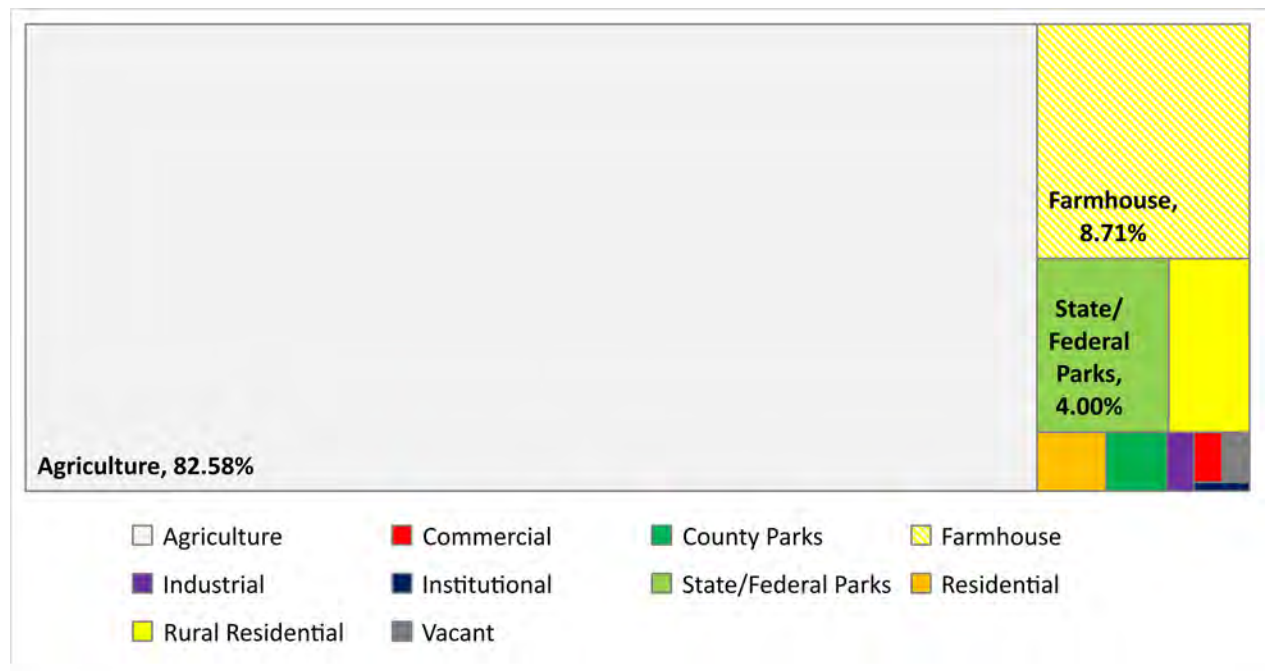 Farmhouse,
8.71%
State/
Federal
Parks,
4.00%
Agriculture, 82.58%
Agriculture
Commercial
County Parks
Farmhouse
Industrial
Institutional
State/Federal Parks
Residential
Rural Residential
Vacant